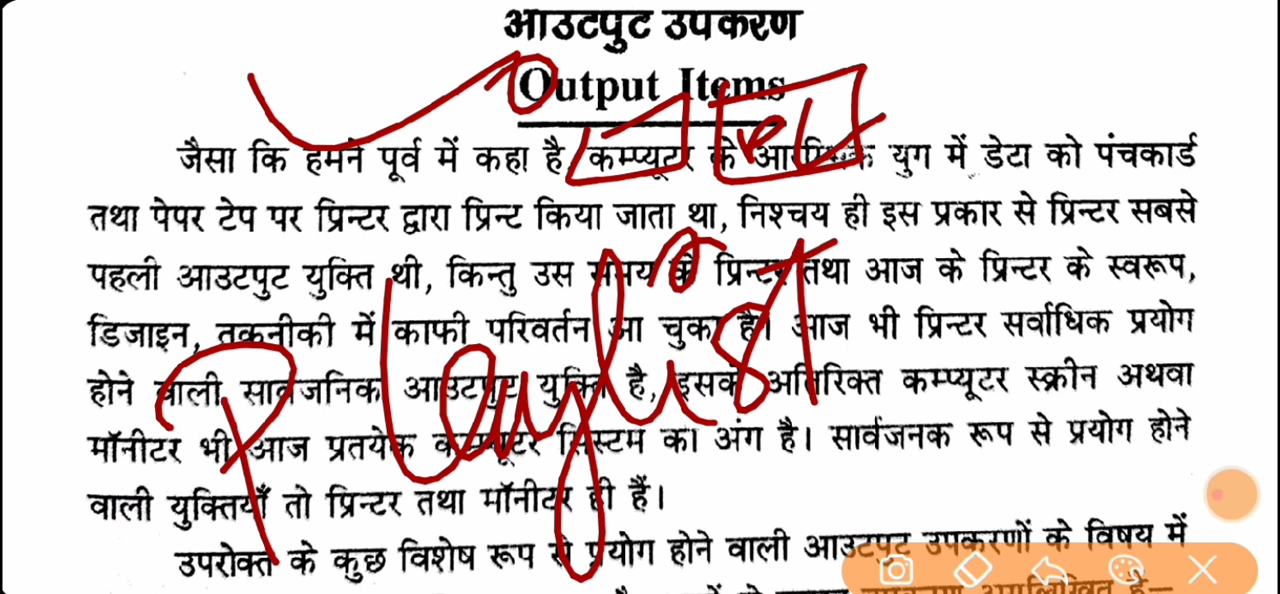 आउटपुट उपकरण
Output Items
जैसा कि हमने पूर्व में कहा है, कम्प्यूटर के आरम्भिक युग में डेटा को पंचकार्ड
तथा पेपर टेप पर प्रिन्टर द्वारा प्रिन्ट किया जाता था, निश्चय ही इस प्रकार से प्रिन्टर सबसे
पहली आउटपुट युक्ति थी, किन्तु उस समय के प्रिन्टर तथा आज के प्रिन्टर के स्वरूप,
डिजाइन, तकनीकी में काफी परिवर्तन आ चुका है। आज भी प्रिन्टर सर्वाधिक प्रयोग
होने वाली सार्वजनिक आउटपुट युक्ति है, इसके अतिरिक्त कम्प्यूटर स्क्रीन अथवा
मॉनीटर भी आज प्रतयेक कम्प्यूटर सिस्टम का अंग है। सार्वजनक रूप से प्रयोग होने
वाली युक्तियाँ तो प्रिन्टर तथा मॉनीटर ही हैं।
Playlist
उपरोक्त के कुछ विशेष रूप से प्रयोग होने वाली आउटपुट उपकरणों के विषय में